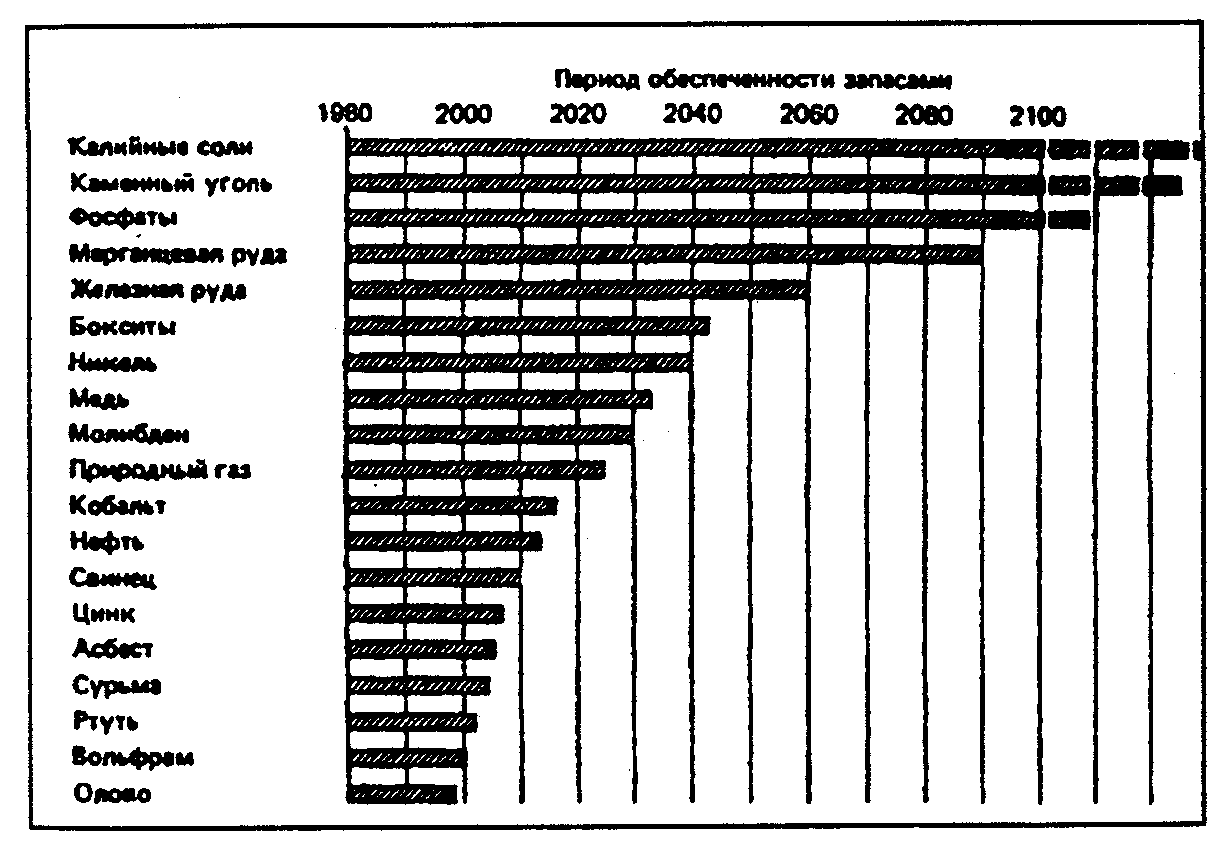 Период обеспеченности запасами
1980 2000 2020 2040 2060 2080 2100
Калийные соли
Каменный уголь
Фосфаты
Марганцевая руда
Железная руда
Бокситы
Никель
Медь
Молибден
Природный газ
Кобальт
Нефть
Свинец
Цинк
Асбест
Сурьма
Ртуть
Вольфрам
Олово